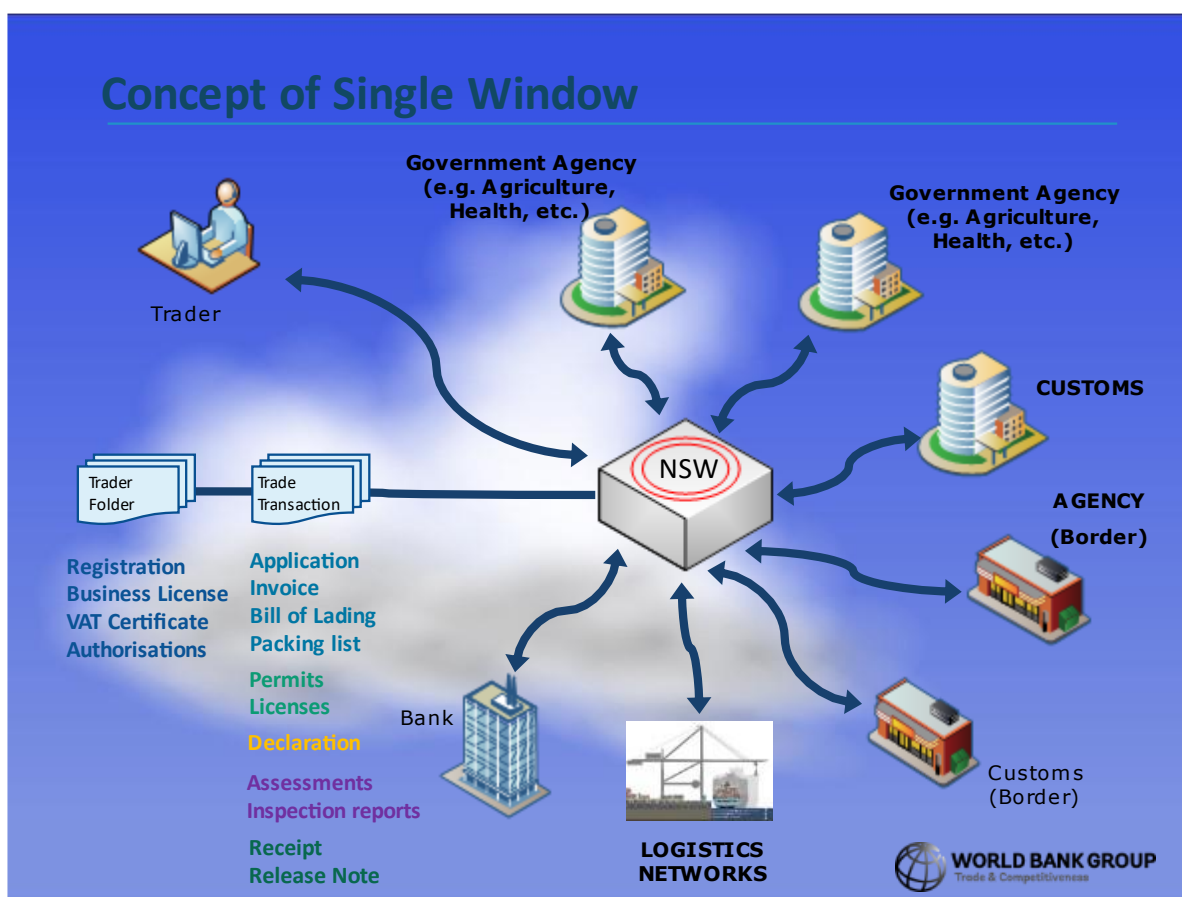 Concept of Single Window
Government Agency
(e.g. Agriculture,
Health, etc.)
Government Agency
(e.g. Agriculture,
Health, etc.)
Trader
CUSTOMS
NSW
Trader
Folder
Trade
Transaction
AGENCY
(Border)
Registration
Business License
VAT Certificate
Authorisations
Application
Invoice
Bill of Lading
Packing list
Permits
Licenses
Declaration
Assessments
Inspection reports
Receipt
Release Note
Bank
Customs
(Border)
LOGISTICS
NETWORKS
WORLD BANK GROUP
Trade & Competitiveness